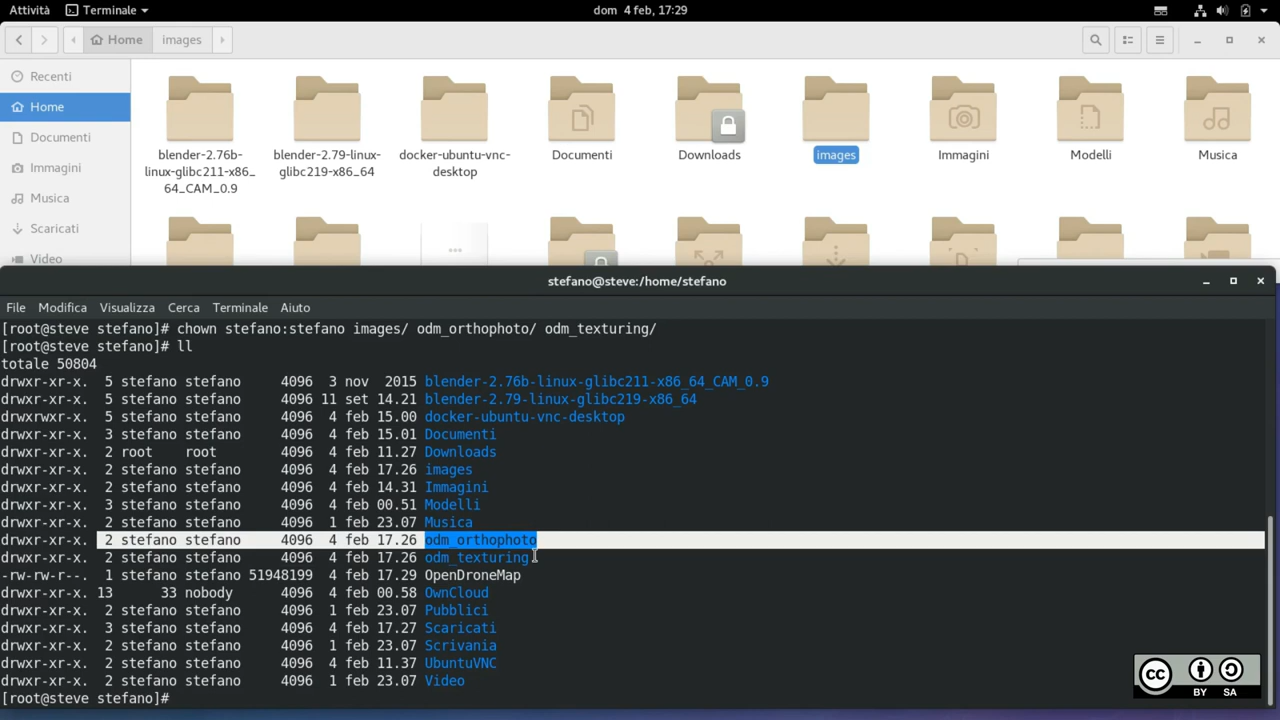 Attività Terminale dom 4 feb, 17:29
Home images
Recenti
Home
Documenti
Immagini
Musica
Scaricati
Video
blender-2.76b-
linux-glibc211-x86_
64_CAM_0.9
blender-2.79-linux-
glibc219-x86_64
docker-ubuntu-vnc-
desktop
Documenti
Downloads
images
Immagini
Modelli
Musica
stefano@steve:/home/stefano
File Modifica Visualizza Cerca Terminale Aiuto
[root@steve stefano]# chown stefano:stefano images/ odm_orthophoto/ odm_texturing/
[root@steve stefano]# ll
totale 50804
drwxr-xr-x. 5 stefano stefano 4096 3 nov 2015 blender-2.76b-linux-glibc211-x86_64_CAM_0.9
drwxr-xr-x. 5 stefano stefano 4096 11 set 14.21 blender-2.79-linux-glibc219-x86_64
drwxrwxr-x. 5 stefano stefano 4096 4 feb 15.00 docker-ubuntu-vnc-desktop
drwxr-xr-x. 3 stefano stefano 4096 4 feb 15.01 Documenti
drwxr-xr-x. 2 root root 4096 4 feb 11.27 Downloads
drwxr-xr-x. 2 stefano stefano 4096 4 feb 17.26 images
drwxr-xr-x. 2 stefano stefano 4096 4 feb 14.31 Immagini
drwxr-xr-x. 3 stefano stefano 4096 4 feb 00.51 Modelli
drwxr-xr-x. 2 stefano stefano 4096 1 feb 23.07 Musica
drwxr-xr-x. 2 stefano stefano 4096 4 feb 17.26 odm_orthophoto
drwxr-xr-x. 2 stefano stefano 4096 4 feb 17.26 odm_texturing
-rw-rw-r--. 1 stefano stefano 51948199 4 feb 17.29 OpenDroneMap
drwxr-xr-x. 13 33 nobody 4096 4 feb 00.58 OwnCloud
drwxr-xr-x. 2 stefano stefano 4096 1 feb 23.07 Pubblici
drwxr-xr-x. 3 stefano stefano 4096 4 feb 17.27 Scaricati
drwxr-xr-x. 2 stefano stefano 4096 1 feb 23.07 Scrivania
drwxr-xr-x. 2 stefano stefano 4096 4 feb 11.37 UbuntuVNC
drwxr-xr-x. 2 stefano stefano 4096 1 feb 23.07 Video
[root@steve stefano]#
cc BY SA